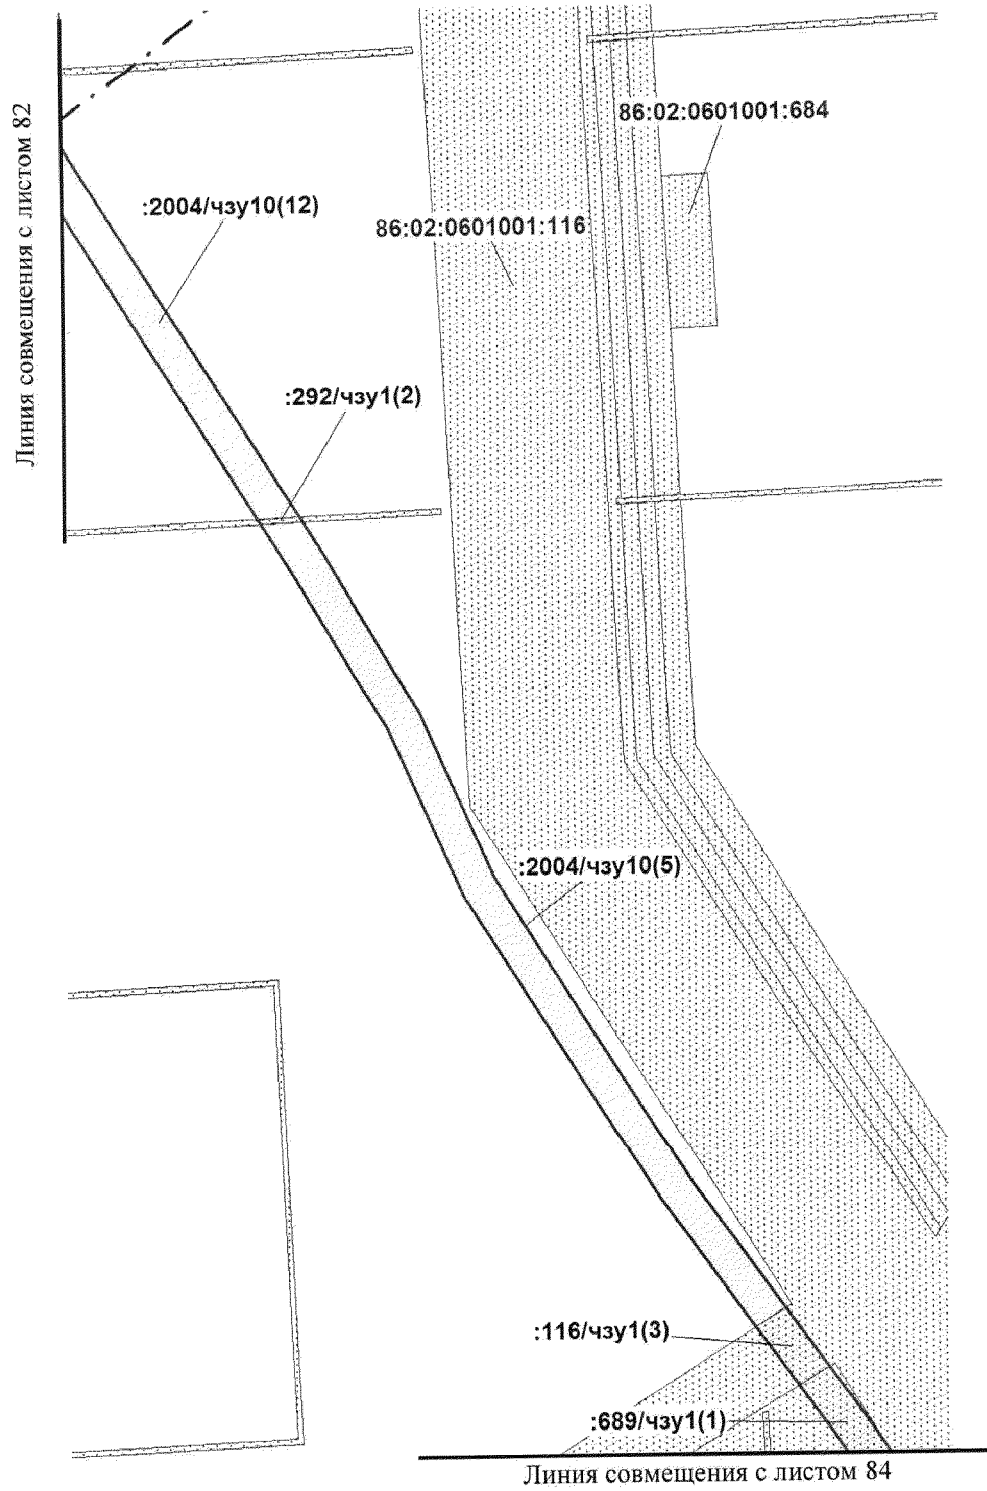 86:02:0601001:684
Линия совмещения с листом 82
:2004/чзу10(12)
86:02:0601001:116
:292/чзу1(2)
:2004/чзу10(5)
:116/чзу1(3)
:689/чзу1(1)
Линия совмещения с листом 84